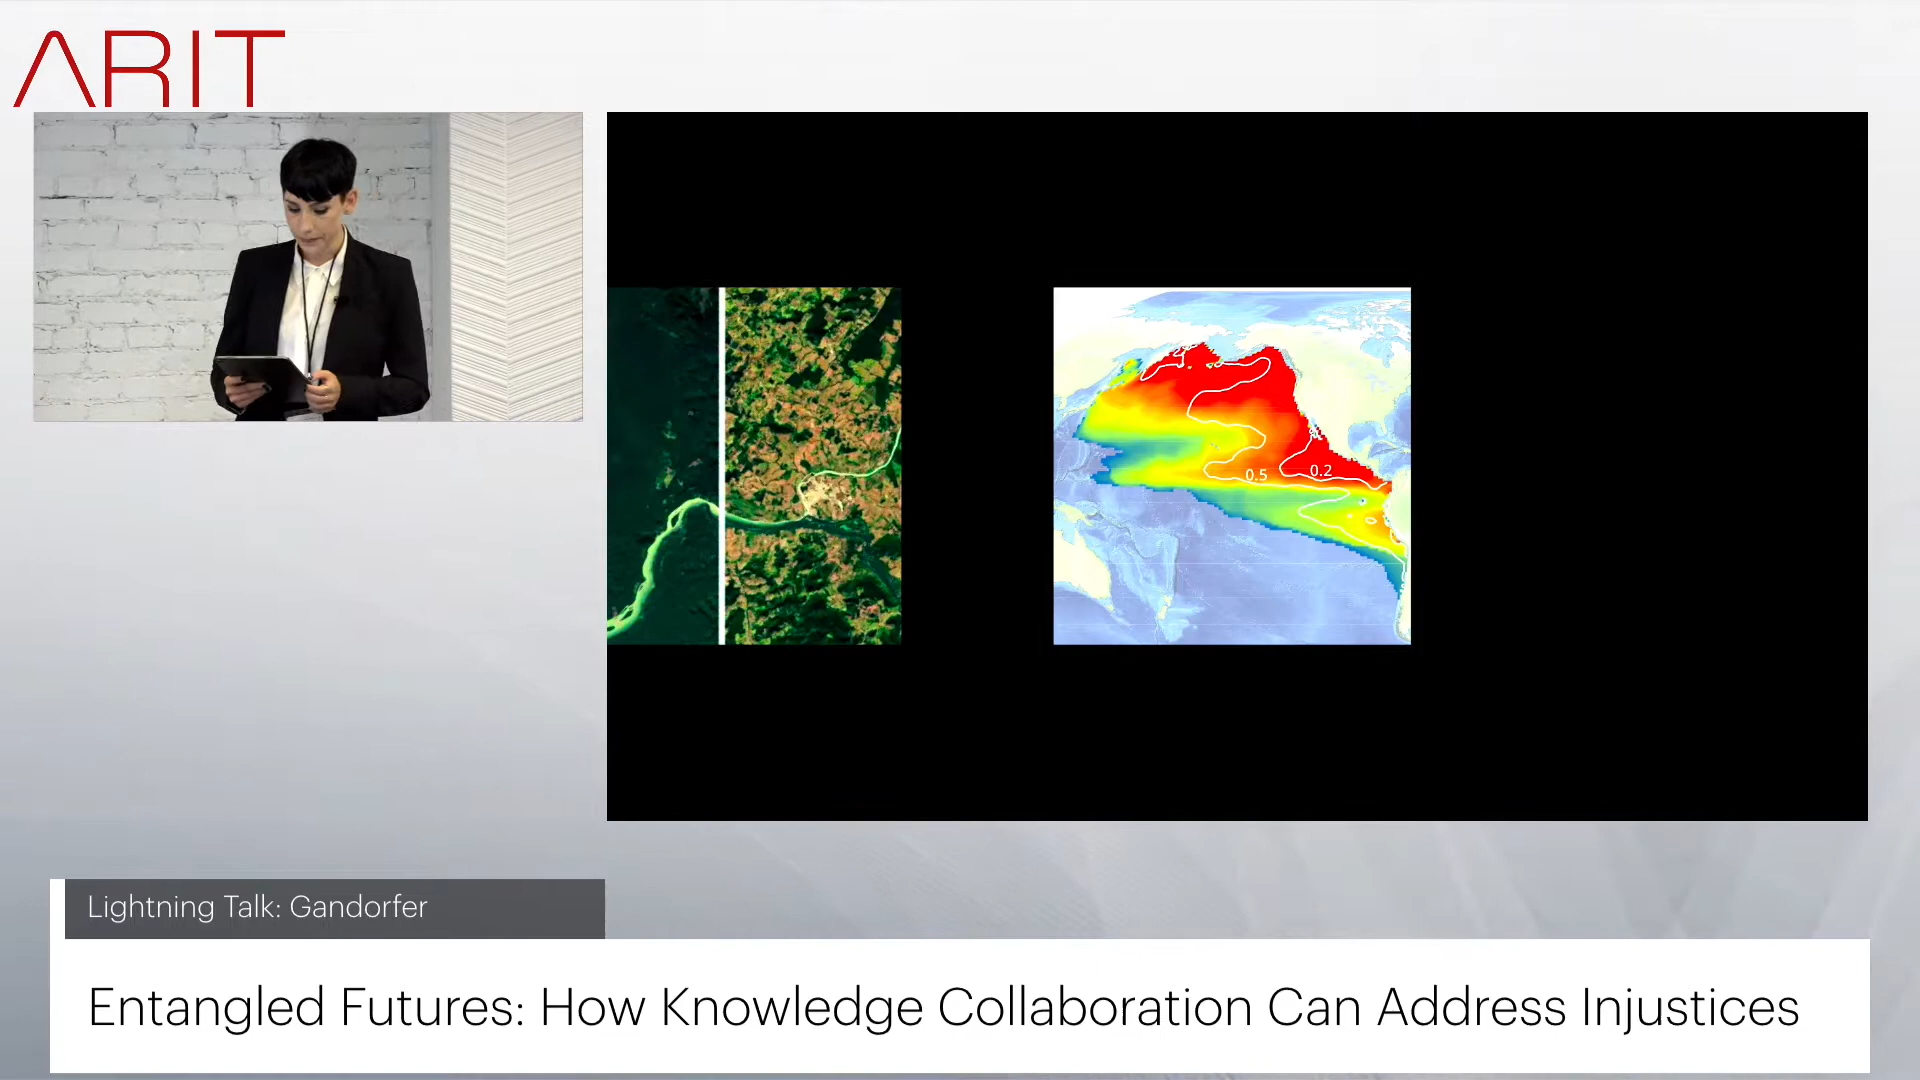 ARIT
0.5
0.2
Lightning Talk: Gandorfer
Entangled Futures: How Knowledge Collaboration Can Address Injustices